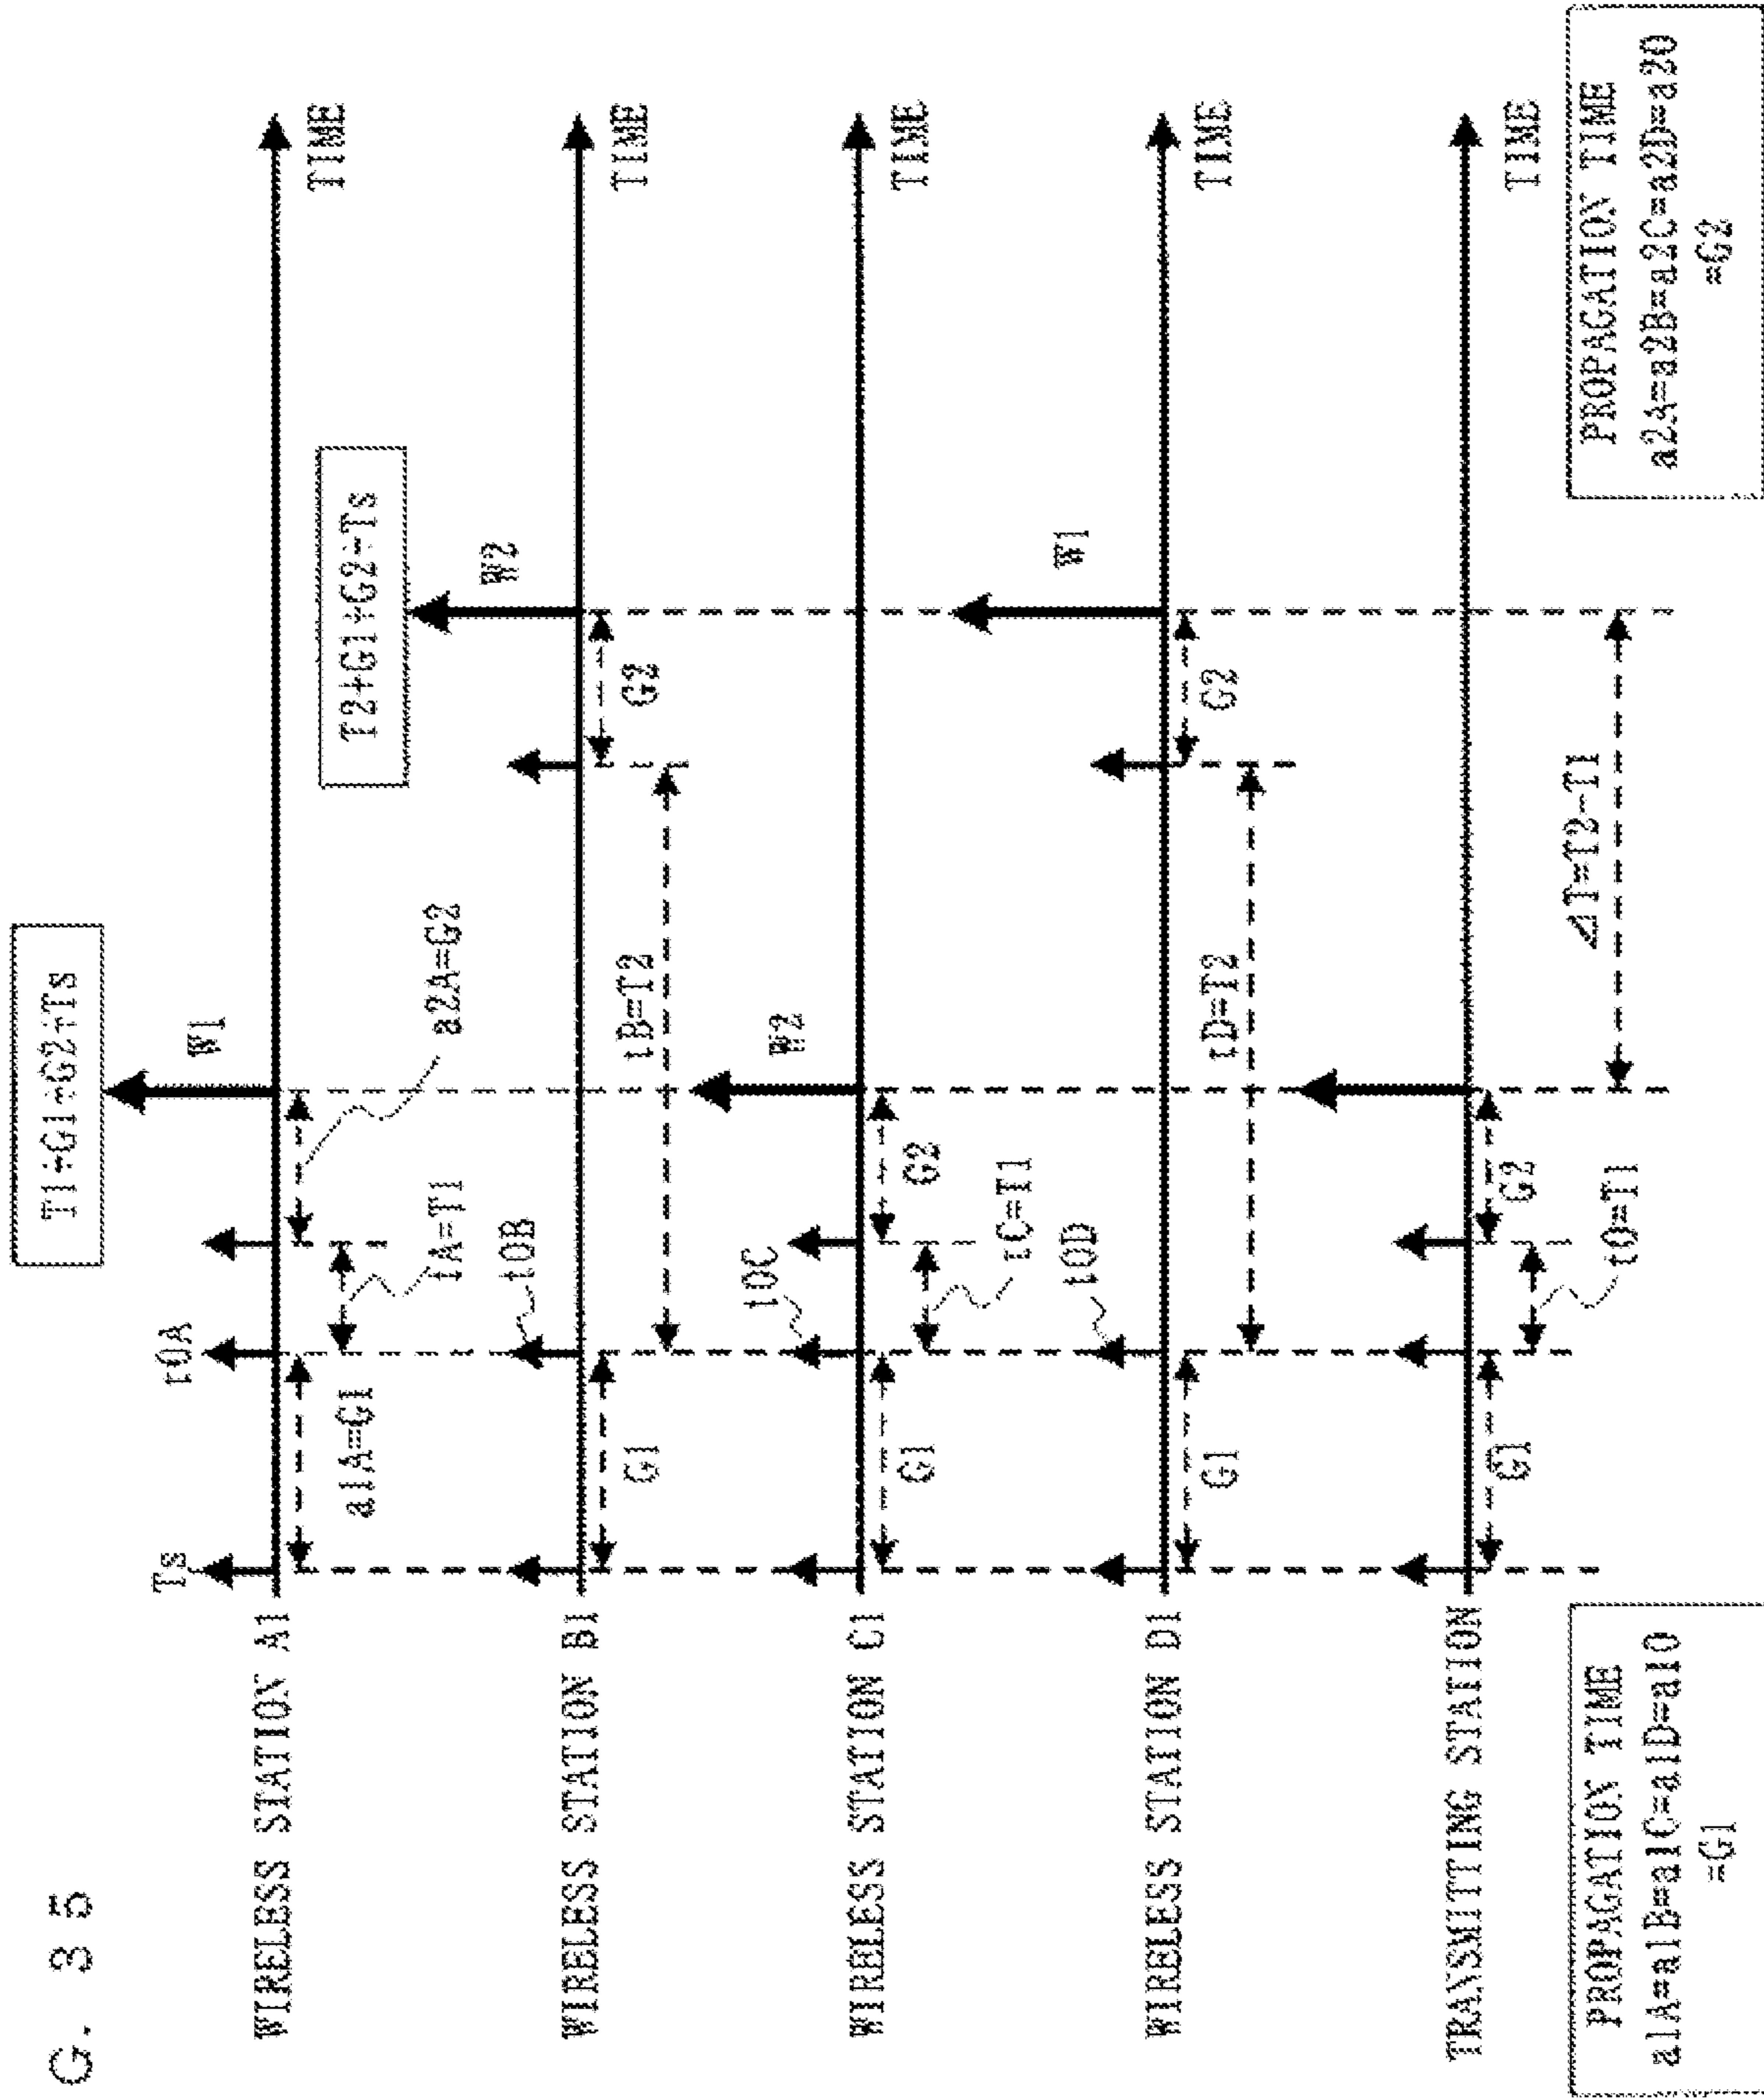 G. 35
T1+G1+G2+Ts
T2+G1+G2+Ts
Ts
t0A
W1
WIRELESS STATION A1
TIME
a1A=G1
tA=T1
a2A=G2
t0B
W2
WIRELESS STATION B1
TIME
G1
tB=T2
G2
t0C
W2
WIRELESS STATION C1
TIME
G1
G2
tC=T1
t0D
W1
WIRELESS STATION D1
TIME
G1
tD=T2
G2
TRANSMITTING STATION
TIME
G1
G2
t0=T1
ΔT=T2-T1
PROPAGATION TIME
a1A=a1B=a1C=a1D=a10
=G1
PROPAGATION TIME
a2A=a2B=a2C=a2D=a20
=G2